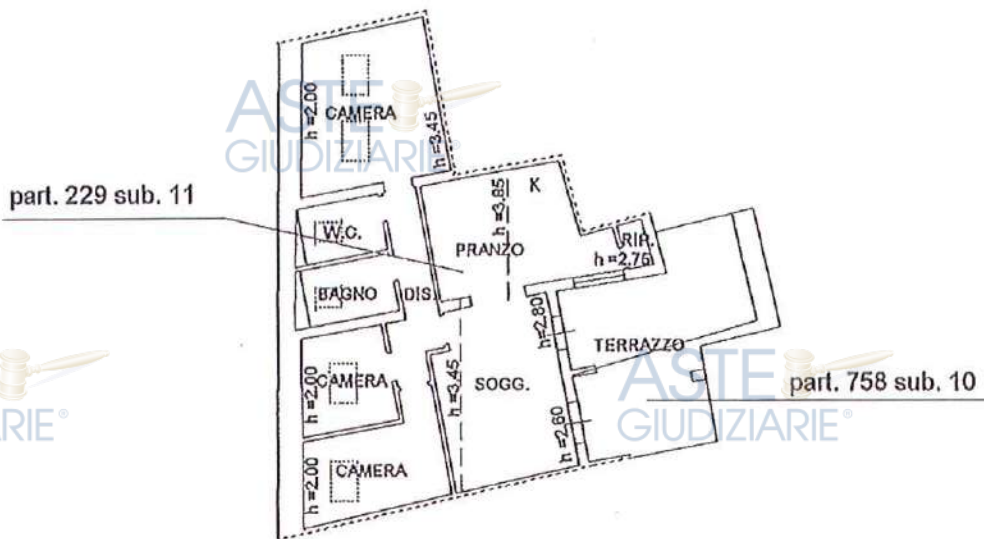 ASTE
GIUDIZIARIE®
h =2.00
CAMERA
h =3.45
part. 229 sub. 11
K
h =3.85
W.C.
PRANZO
RIP.
h =2.76
BAGNO
DIS.
h =2.80
TERRAZZO
h =2.00
CAMERA
h =3.45
SOGG.
ASTE
GIUDIZIARIE®
part. 758 sub. 10
ARIE®
h =2.60
h =2.00
CAMERA